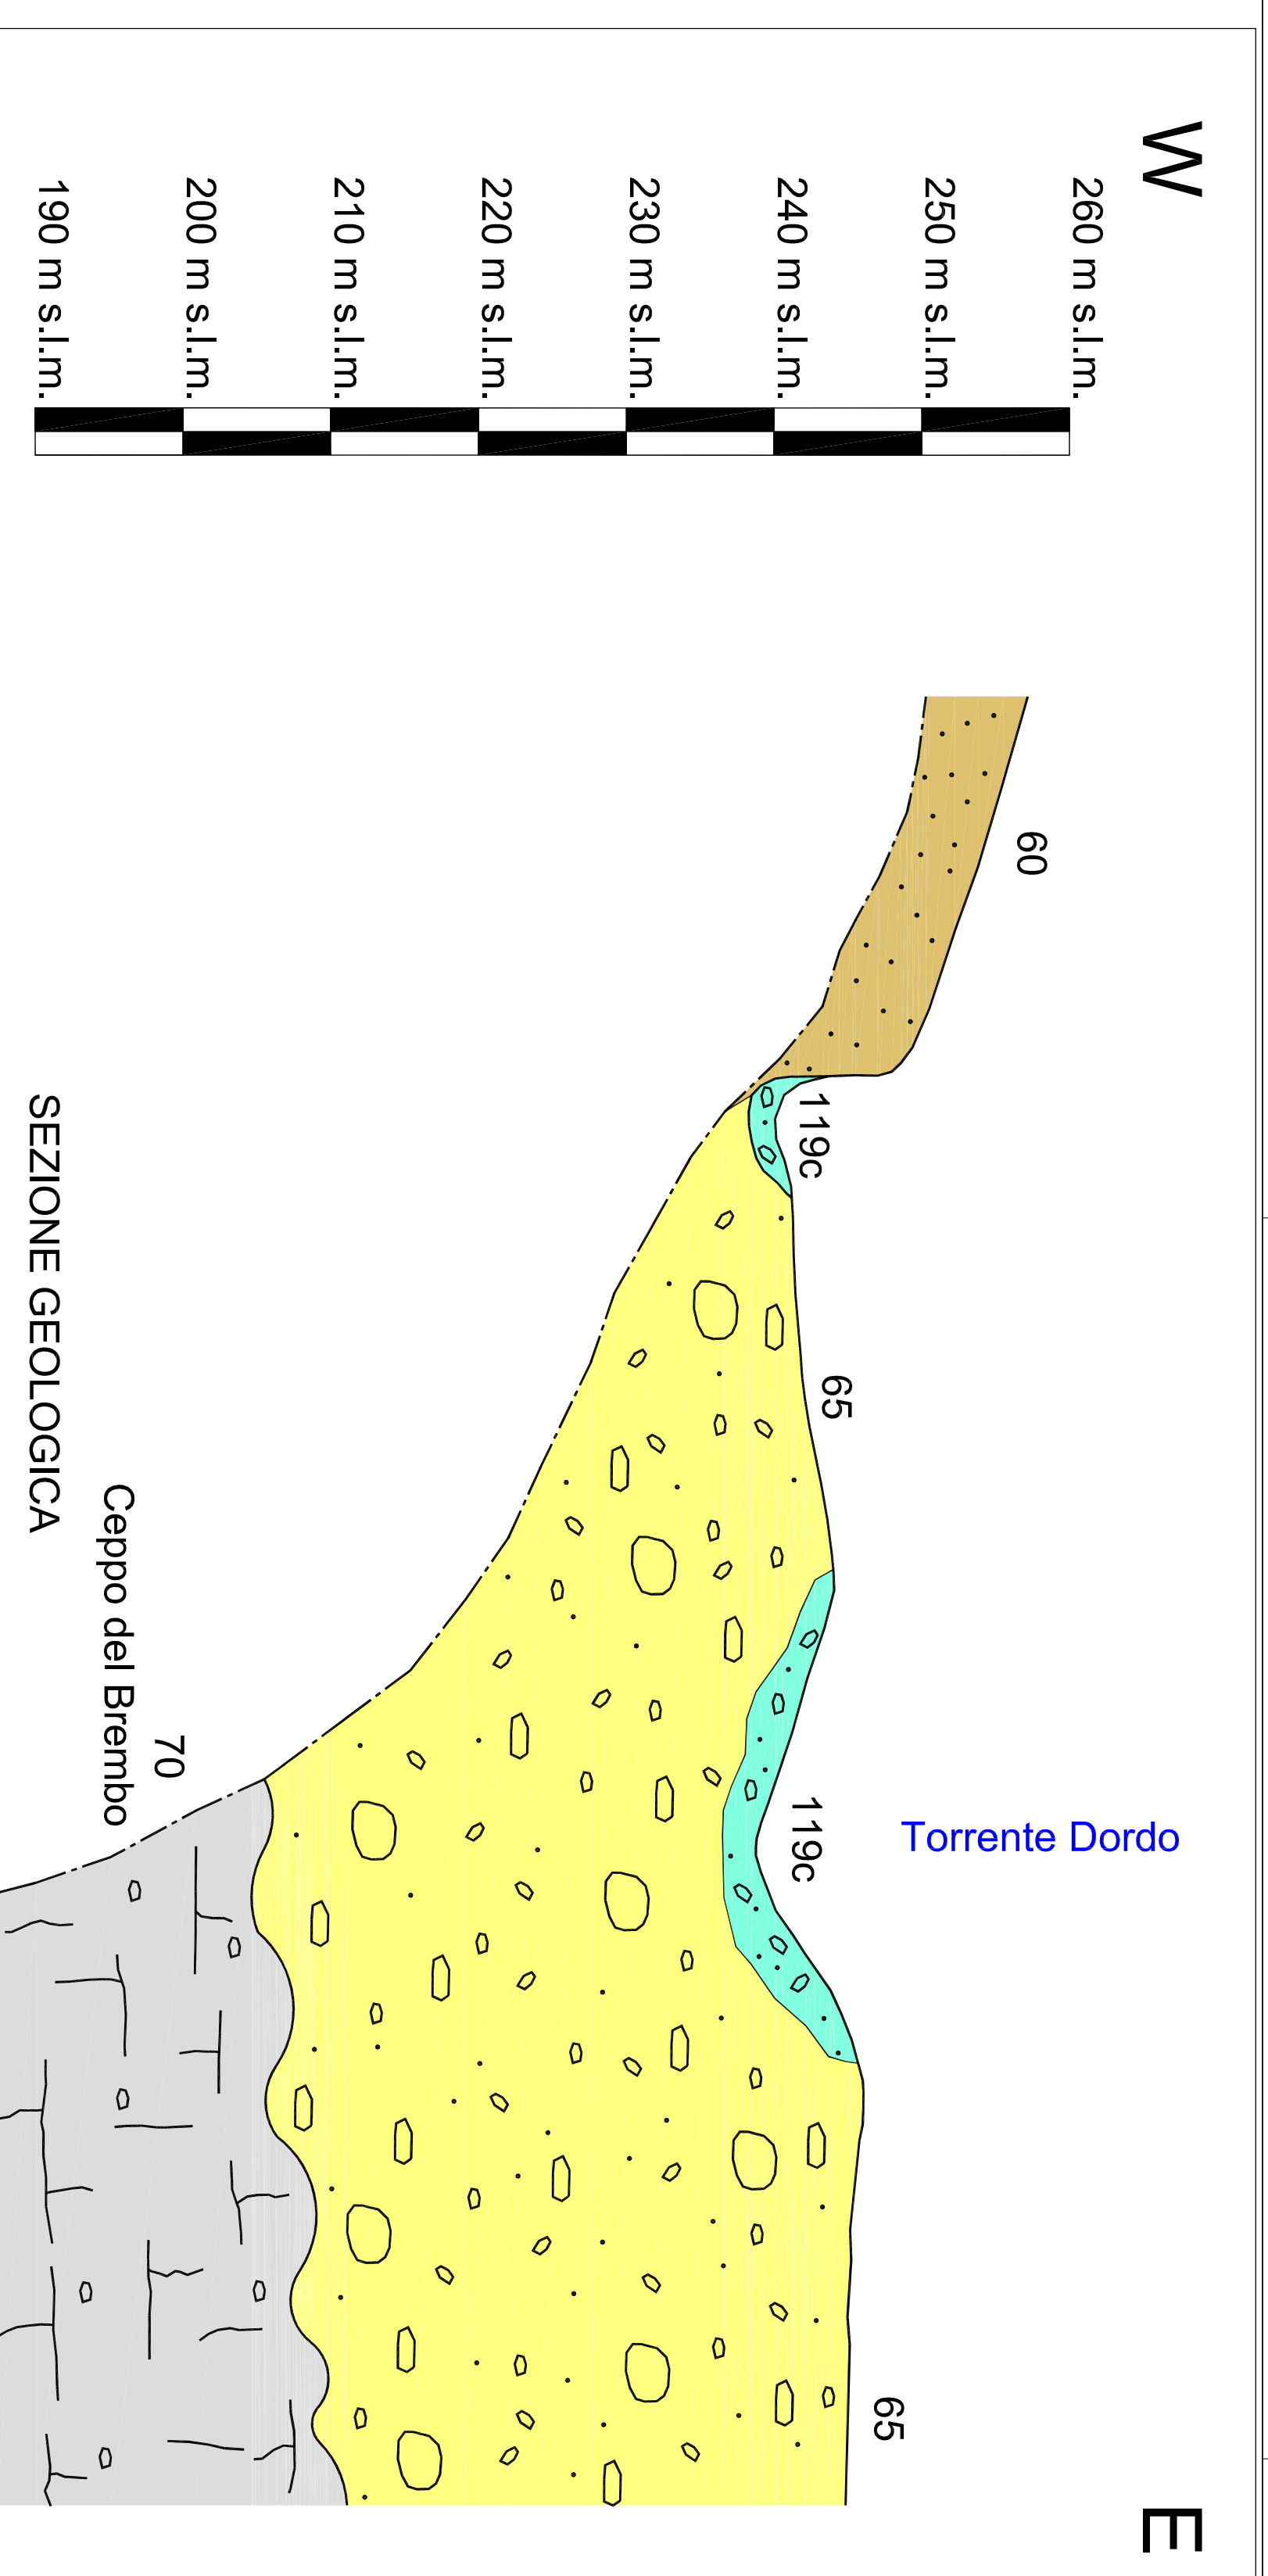 W
E
260 m s.l.m.
250 m s.l.m.
240 m s.l.m.
230 m s.l.m.
220 m s.l.m.
210 m s.l.m.
200 m s.l.m.
190 m s.l.m.
60
119c
65
Torrente Dordo
119c
65
70
Ceppo del Brembo
SEZIONE GEOLOGICA